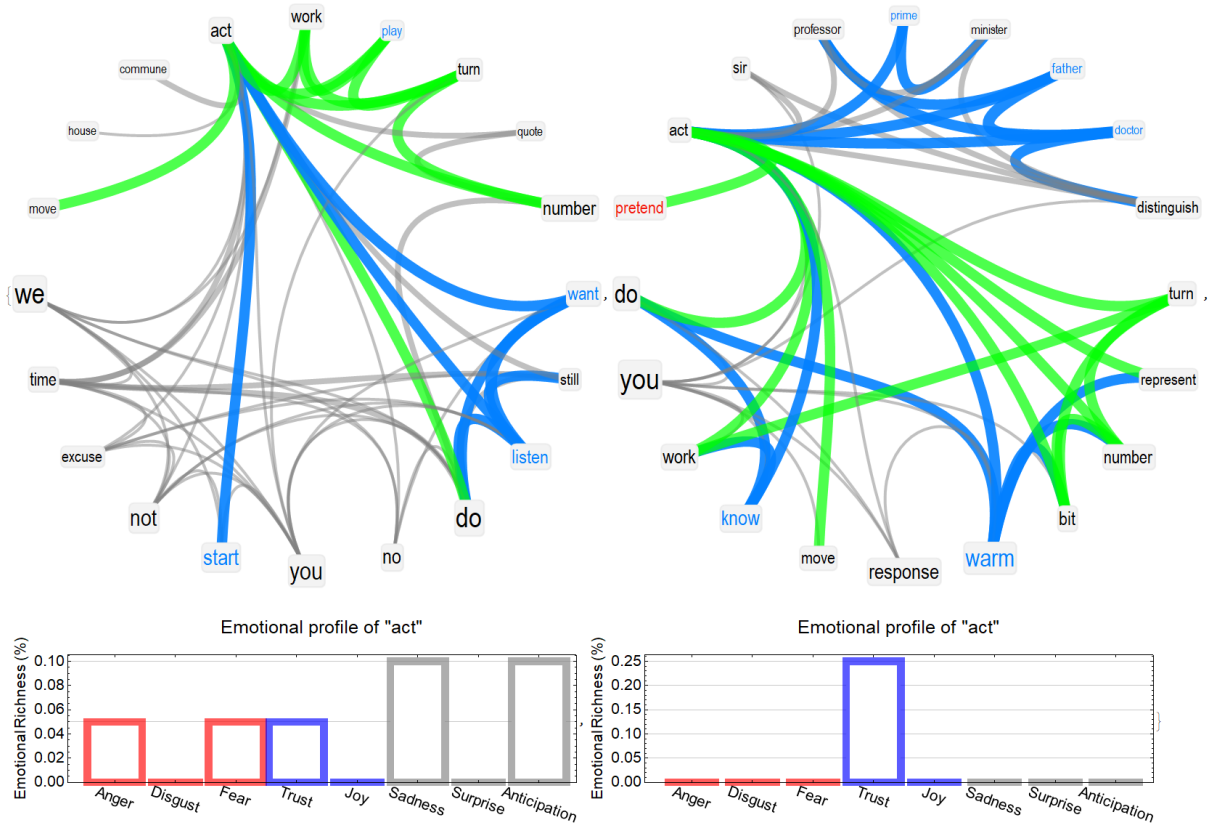 work
act
play
turn
commune
quote
house
move
number
{
we
want
,
time
still
excuse
listen
not
do
start
no
you
prime
professor
minister
sir
father
act
doctor
pretend
distinguish
do
turn
,
you
represent
work
number
know
bit
move
response
warm
Emotional profile of "act"
Emotional Richness (%)
0.10
0.08
0.06
0.04
0.02
0.00
Anger
Disgust
Fear
Trust
Joy
Sadness
Surprise
Anticipation
,
Emotional profile of "act"
Emotional Richness (%)
0.25
0.20
0.15
0.10
0.05
0.00
Anger
Disgust
Fear
Trust
Joy
Sadness
Surprise
Anticipation
}